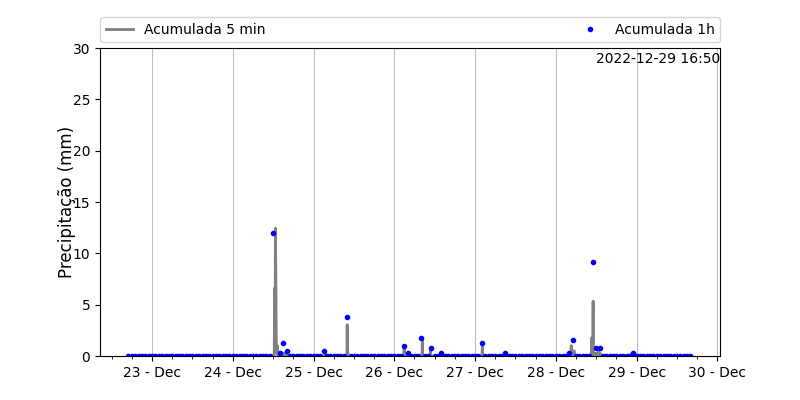 Acumulada 5 min
Acumulada 1h
2022-12-29 16:50
Precipitação (mm)
30
25
20
15
10
5
0
23 - Dec
24 - Dec
25 - Dec
26 - Dec
27 - Dec
28 - Dec
29 - Dec
30 - Dec